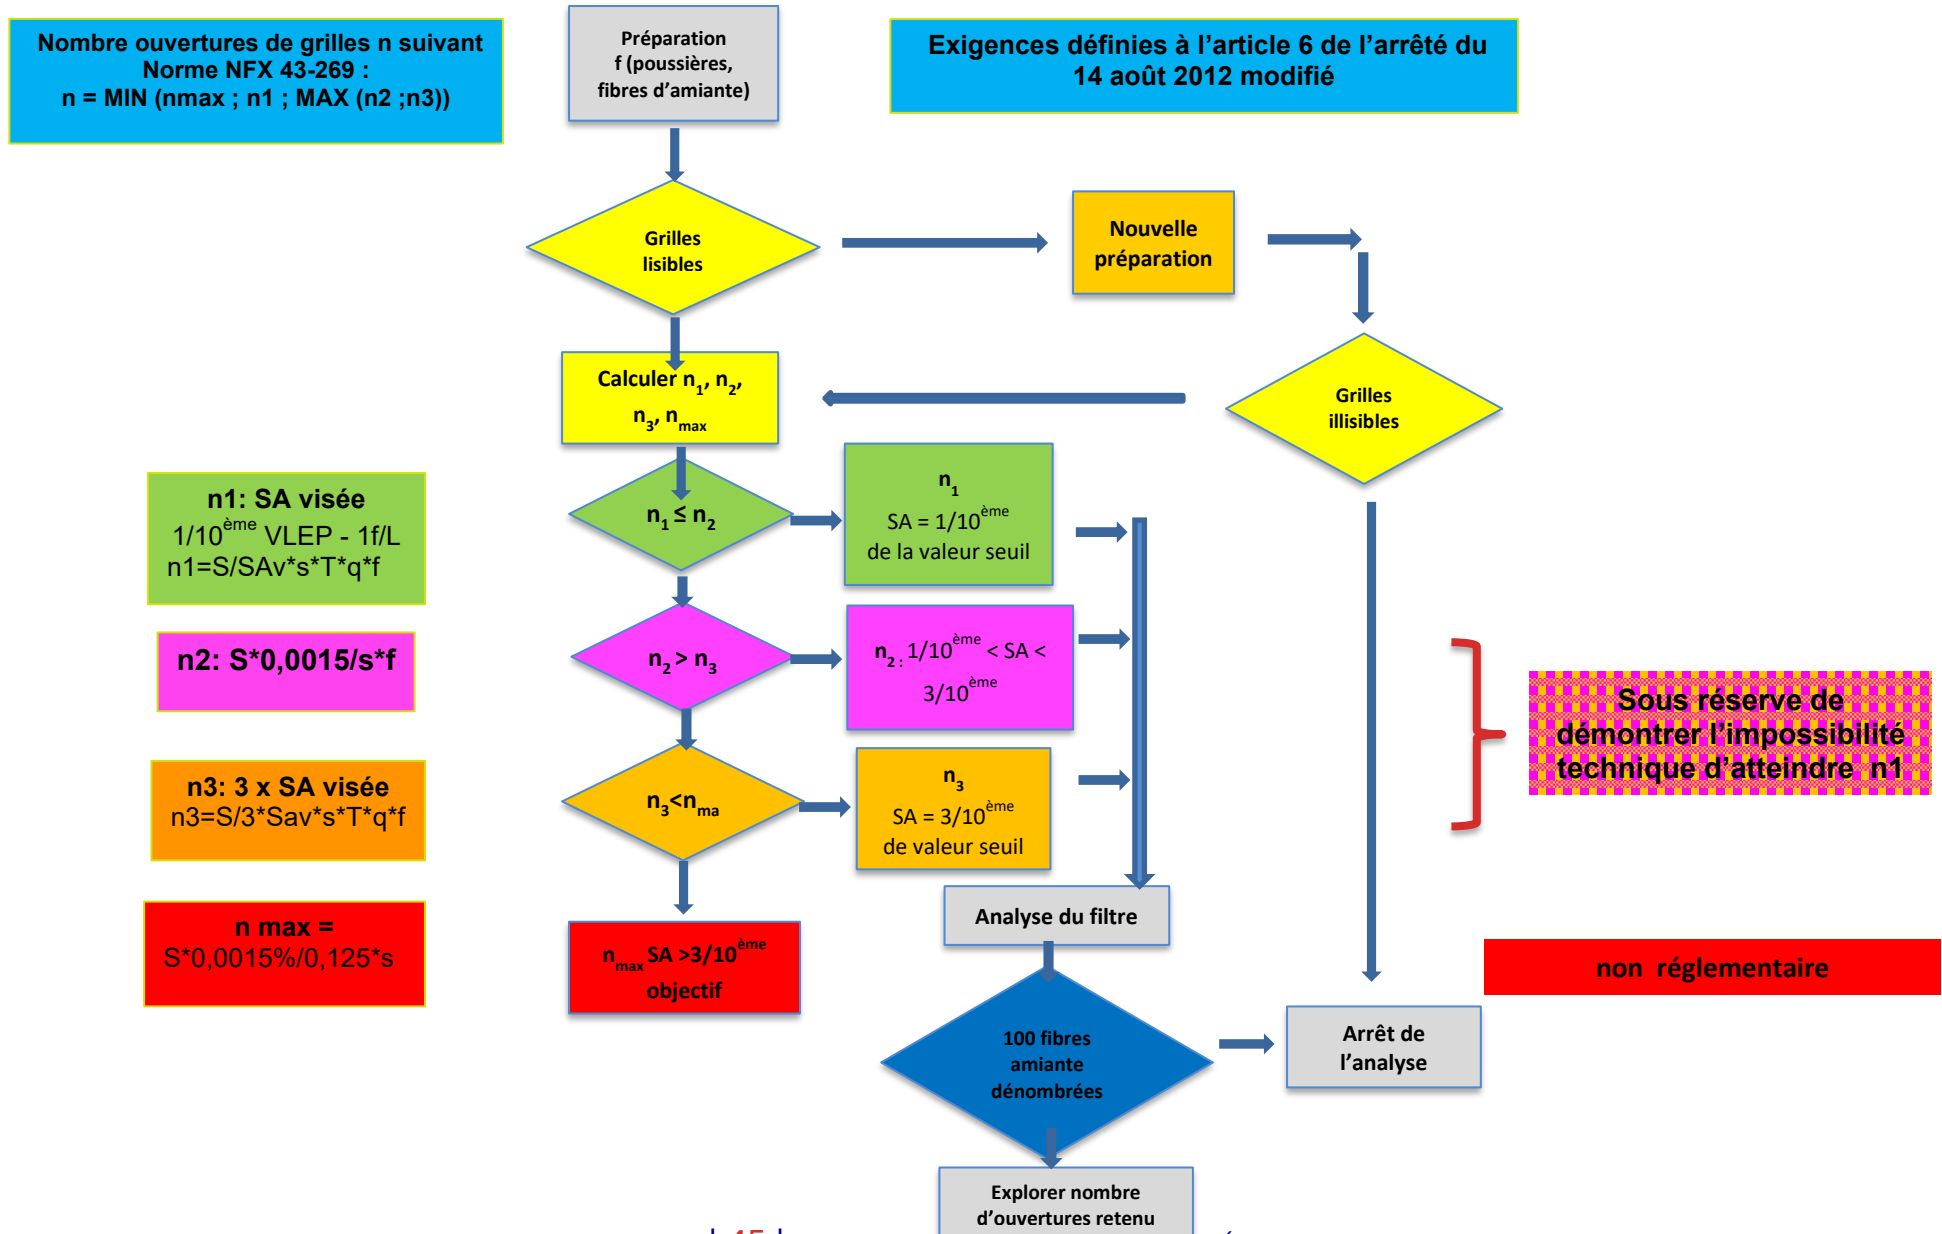 Nombre ouvertures de grilles n suivant
Norme NFX 43-269 :
n = MIN (nmax ; n1 ; MAX (n2 ;n3))
Préparation
f (poussières,
fibres d'amiante)
Exigences définies à l'article 6 de l'arrêté du
14 août 2012 modifié
Grilles
lisibles
Nouvelle
préparation
Calculer n1, n2,
n3, nmax
Grilles
illisibles
n1: SA visée
1/10ème VLEP - 1f/L
n1=S/SAv*s*T*q*f
n1 ≤ n2
n1
SA = 1/10ème
de la valeur seuil
n2: S*0,0015/s*f
n2 > n3
n2 : 1/10ème < SA <
3/10ème
Sous réserve de
démontrer l'impossibilité
technique d'atteindre n1
n3: 3 x SA visée
n3=S/3*Sav*s*T*q*f
n3<nma
n3
SA = 3/10ème
de valeur seuil
n max =
S*0,0015%/0,125*s
nmax SA >3/10ème
objectif
Analyse du filtre
non réglementaire
100 fibres
amiante
dénombrées
Arrêt de
l'analyse
Explorer nombre
d'ouvertures retenu